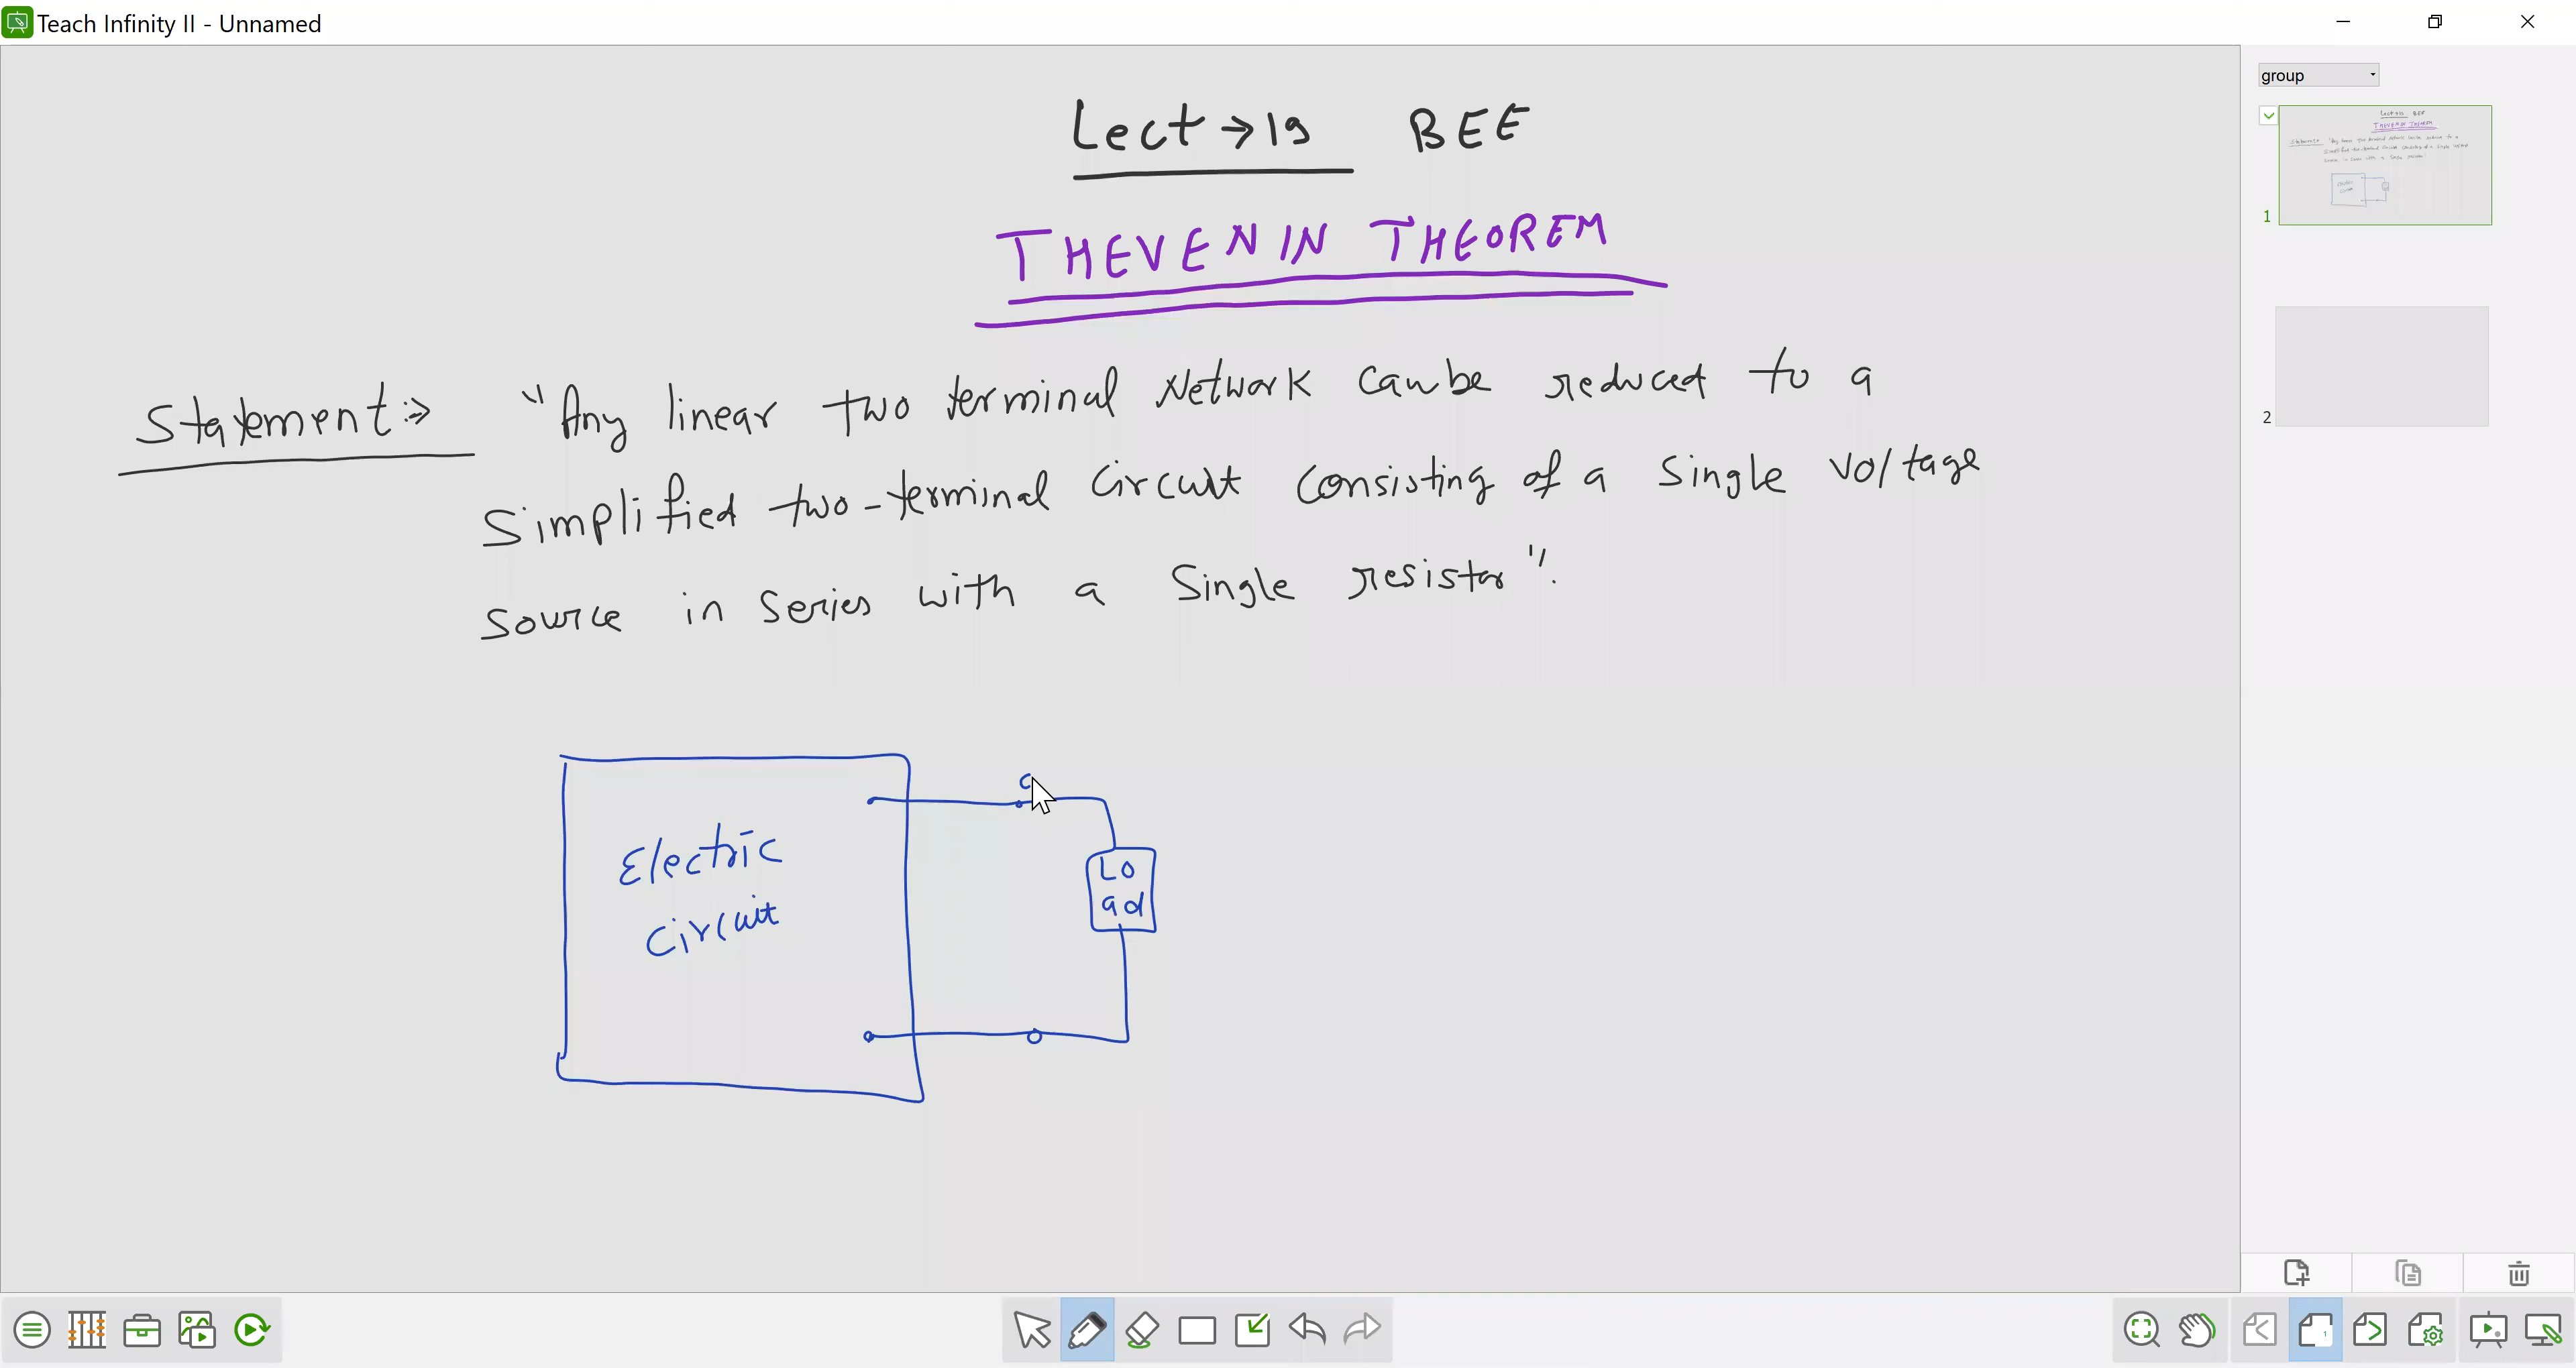 Teach Infinity II - Unnamed
group
Lect → 19 BEE
THEVENIN THEOREM
Statement :→ "Any linear two terminal Network can be reduced to a
Simplified two-terminal Circuit Consisting of a Single Voltage
source in series with a Single resistor".
Electric
Circuit
Lo
ad
1
2